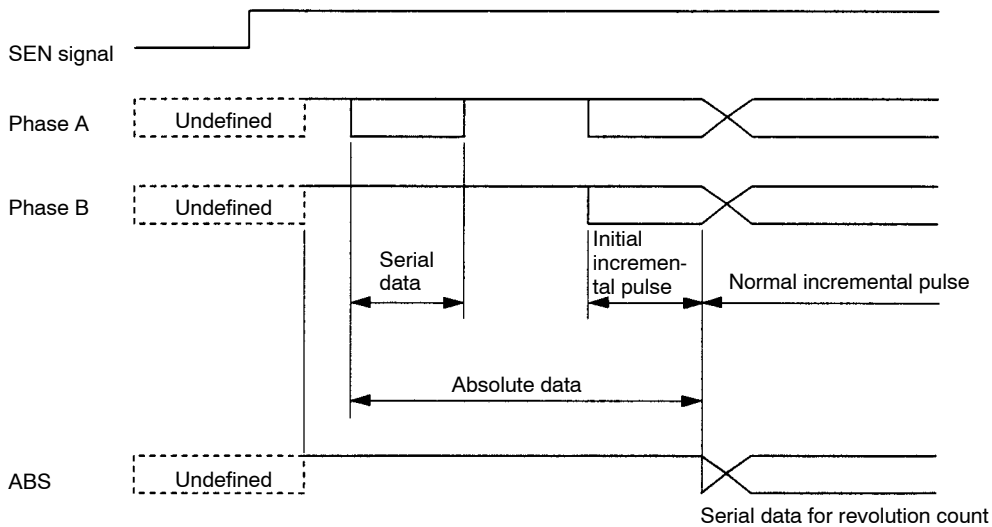 SEN signal
Phase A
Undefined
Phase B
Undefined
Serial
data
Initial
incremen-
tal pulse
Normal incremental pulse
Absolute data
ABS
Undefined
Serial data for revolution count